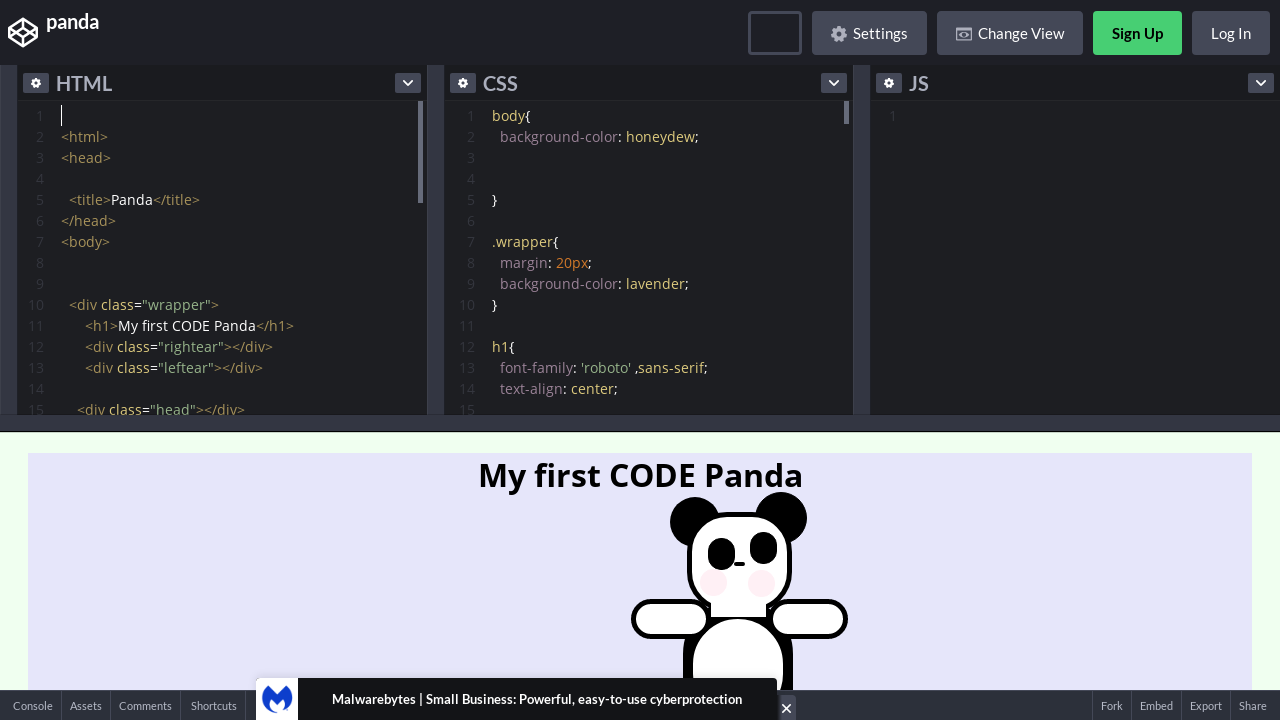 panda
Settings
Change View
Sign Up
Log In
HTML
1
2 <html>
3 <head>
4
5 <title>Panda</title>
6 </head>
7 <body>
8
9
10 <div class="wrapper">
11 <h1>My first CODE Panda</h1>
12 <div class="rightear"></div>
13 <div class="leftear"></div>
14
15 <div class="head"></div>
CSS
1 body{
2 background-color: honeydew;
3
4
5 }
6
7 .wrapper{
8 margin: 20px;
9 background-color: lavender;
10 }
11
12 h1{
13 font-family: 'roboto' ,sans-serif;
14 text-align: center;
15
JS
1
My first CODE Panda
Console
Assets
Comments
Shortcuts
Malwarebytes | Small Business: Powerful, easy-to-use cyberprotection
Fork
Embed
Export
Share